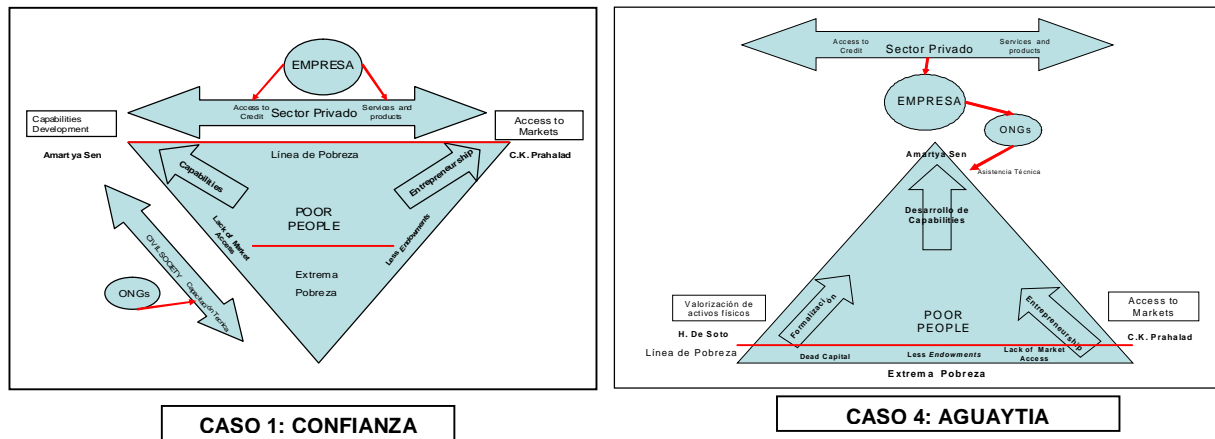 EMPRESA
Access to
Credit
Sector Privado
Services and
products
Capabilities
Development
Amartya Sen
Access to
Markets
C.K. Prahalad
Línea de Pobreza
Capabilities
Entrepreneurship
POOR
PEOPLE
Lack of Market
Access
Less Endowments
Extrema
Pobreza
CIVIL SOCIETY
Capacitación Tecnica
ONGs
CASO 1: CONFIANZA
Access to
Credit
Sector Privado
Services and
products
EMPRESA
ONGs
Amartya Sen
Asistencia Técnica
Desarrollo de
Capabilities
Valorización de
activos físicos
H. De Soto
Formalización
POOR
PEOPLE
Entrepreneurship
Access to
Markets
C.K. Prahalad
Línea de Pobreza
Dead Capital
Less Endowments
Lack of Market
Access
Extrema Pobreza
CASO 4: AGUAYTIA